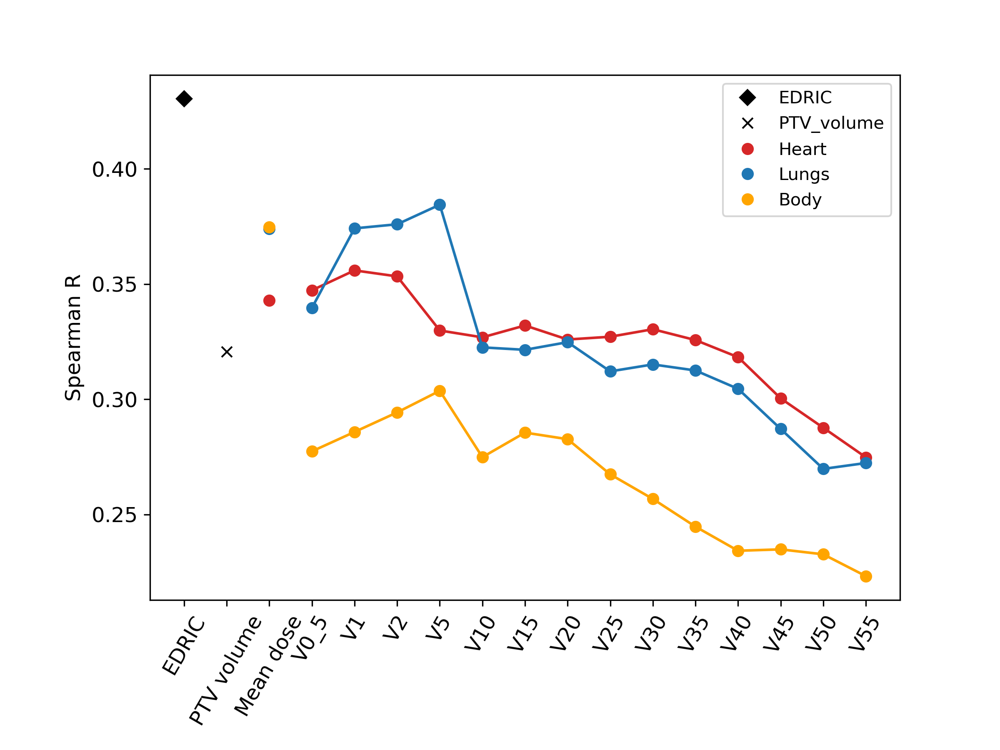 EDRIC
PTV_volume
Heart
Lungs
Body
Spearman R
0.40
0.35
0.30
0.25
EDRIC
PTV volume
Mean dose
V0_5
V1
V2
V5
V10
V15
V20
V25
V30
V35
V40
V45
V50
V55